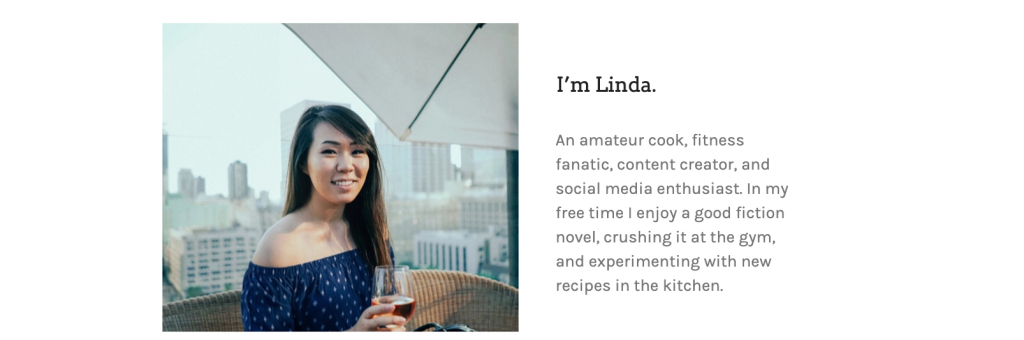 I’m Linda.
An amateur cook, fitness
fanatic, content creator, and
social media enthusiast. In my
free time I enjoy a good fiction
novel, crushing it at the gym,
and experimenting with new
recipes in the kitchen.